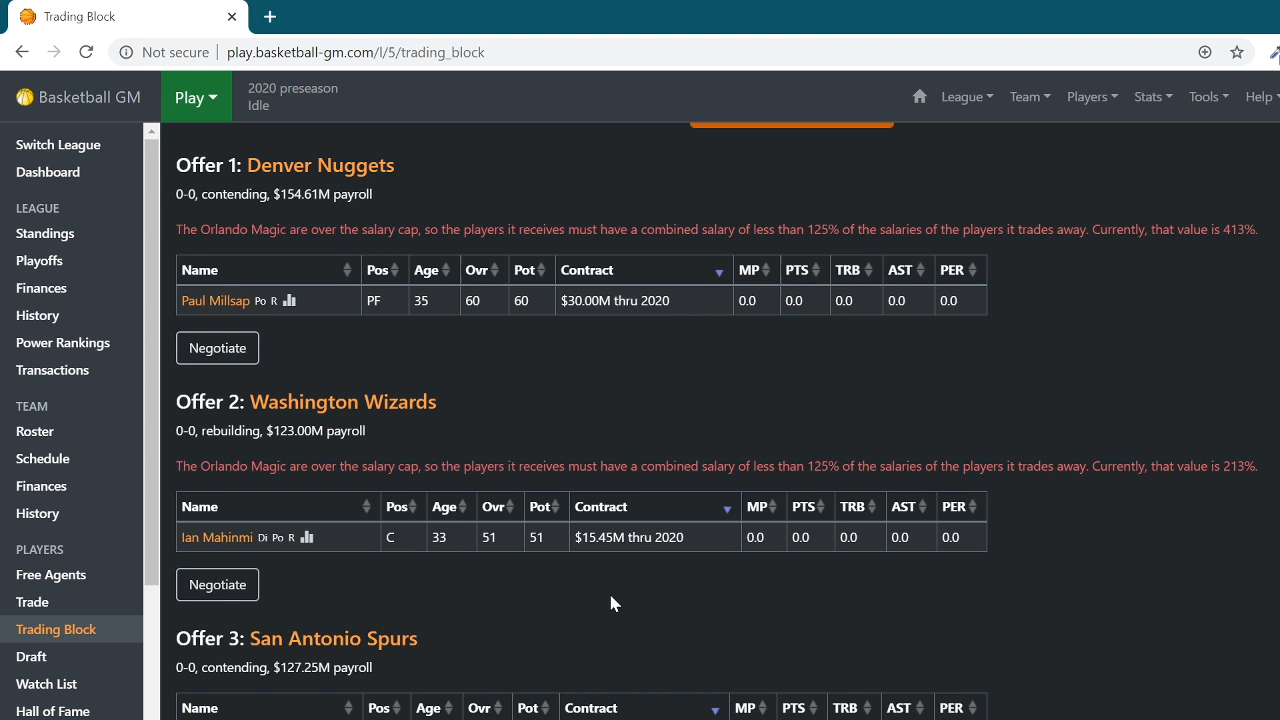 Trading Block
Not secure | play.basketball-gm.com/l/5/trading_block
Basketball GM
Play
2020 preseason
Idle
League
Team
Players
Stats
Tools
Help
Switch League
Dashboard
LEAGUE
Standings
Playoffs
Finances
History
Power Rankings
Transactions
TEAM
Roster
Schedule
Finances
History
PLAYERS
Free Agents
Trade
Trading Block
Draft
Watch List
Hall of Fame
Offer 1: Denver Nuggets
0-0, contending, $154.61M payroll
The Orlando Magic are over the salary cap, so the players it receives must have a combined salary of less than 125% of the salaries of the players it trades away. Currently, that value is 413%.
Name Pos Age Ovr Pot Contract MP PTS TRB AST PER
Paul Millsap Po R PF 35 60 60 $30.00M thru 2020 0.0 0.0 0.0 0.0 0.0
Negotiate
Offer 2: Washington Wizards
0-0, rebuilding, $123.00M payroll
The Orlando Magic are over the salary cap, so the players it receives must have a combined salary of less than 125% of the salaries of the players it trades away. Currently, that value is 213%.
Name Pos Age Ovr Pot Contract MP PTS TRB AST PER
Ian Mahinmi Di Po R C 33 51 51 $15.45M thru 2020 0.0 0.0 0.0 0.0 0.0
Negotiate
Offer 3: San Antonio Spurs
0-0, contending, $127.25M payroll
Name Pos Age Ovr Pot Contract MP PTS TRB AST PER